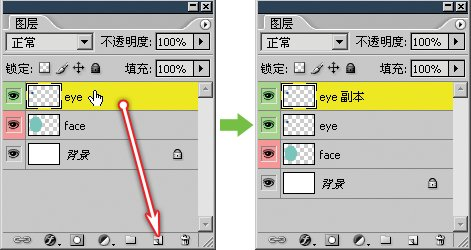 图层
正常
不透明度: 100%
锁定:
填充: 100%
eye
face
背景
图层
正常
不透明度: 100%
锁定:
填充: 100%
eye 副本
eye
face
背景